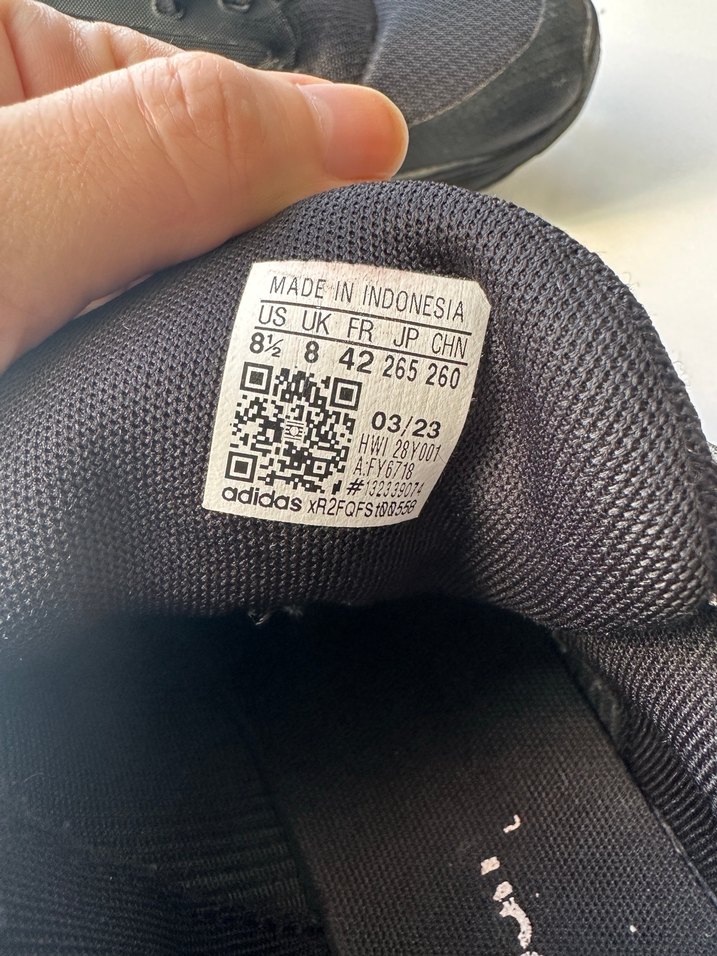 MADE IN INDONESIA
US UK FR JP CHN
8½ 8 42 265 260
03/23
HWI 28Y001
A:FY6718
#132339074
adidas xR2FQFSt